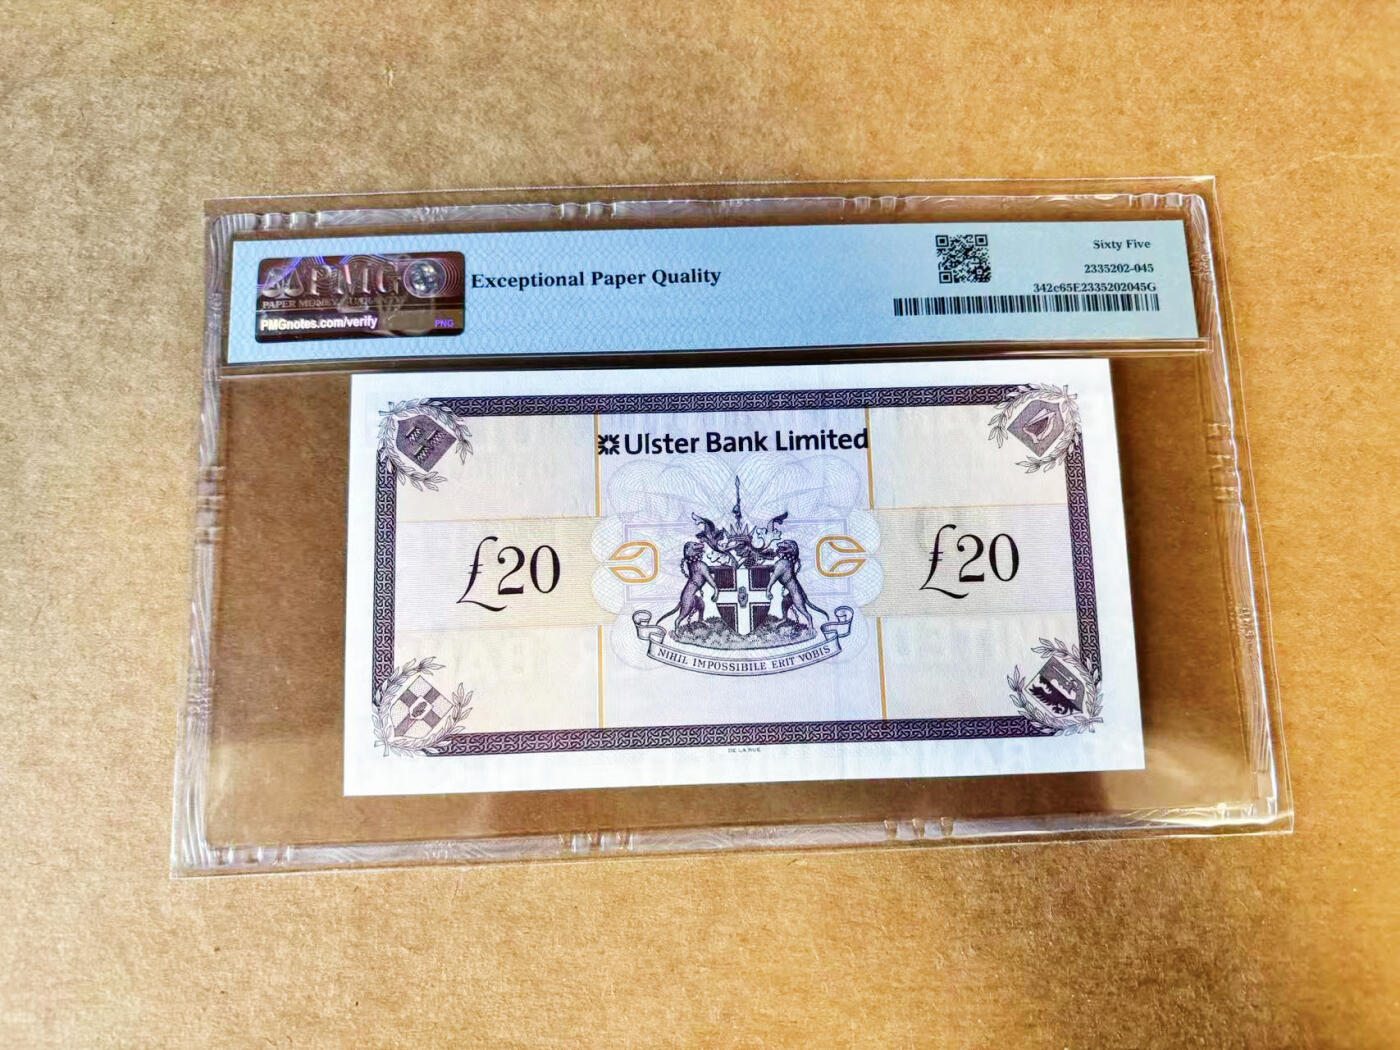 PMG
PAPER MONEY GUARANTY
PMGnotes.com/verify
PNG
Exceptional Paper Quality
Sixty Five
2335202-045
342c65E2335202045G
Ulster Bank Limited
£20
£20
NIHIL IMPOSSIBILE ERIT VOBIS
DE LA RUE